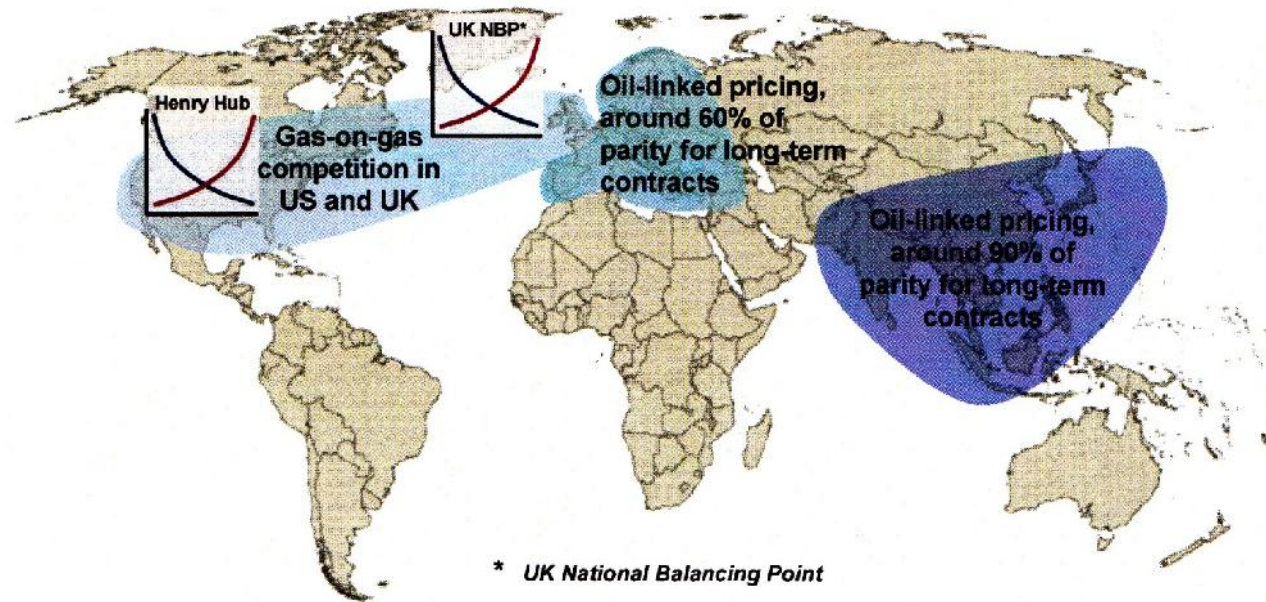 UK NBP*
Henry Hub
Gas-on-gas
competition in
US and UK
Oil-linked pricing,
around 60% of
parity for long-term
contracts
Oil-linked pricing,
around 90% of
parity for long-term
contracts
* UK National Balancing Point